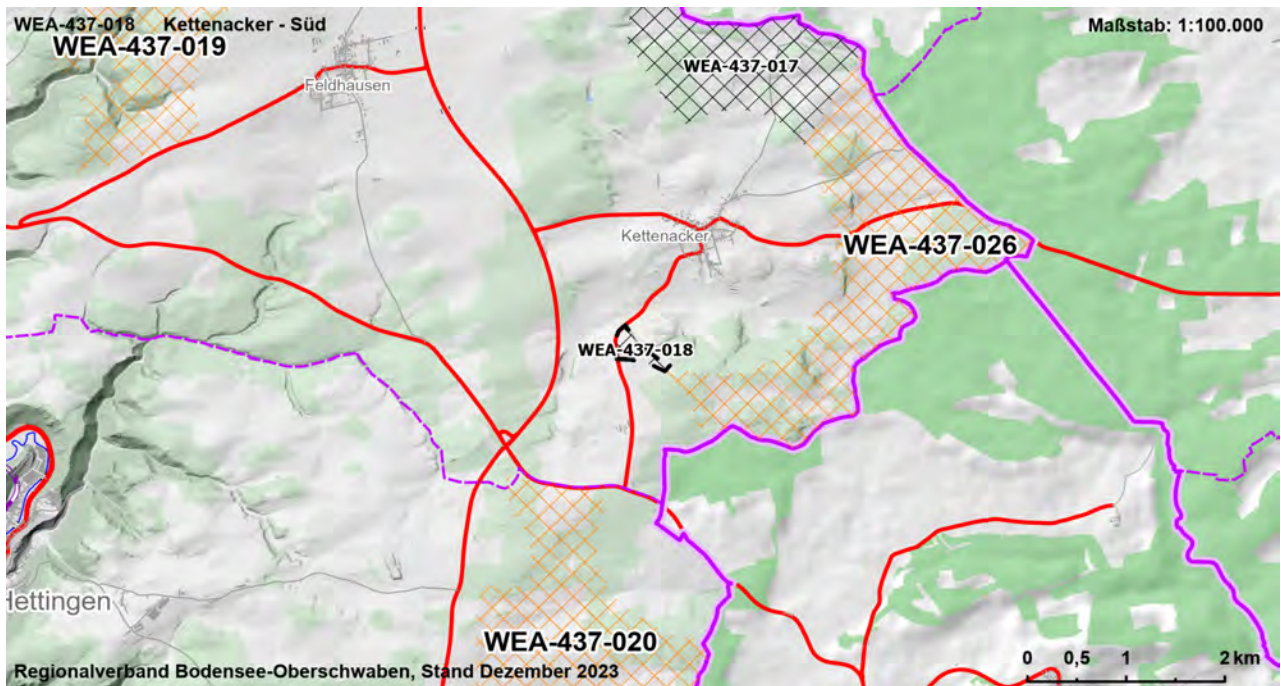 WEA-437-018 Kettenacker - Süd
Maßstab: 1:100.000
WEA-437-019
WEA-437-017
Feldhausen
Kettenacker
WEA-437-026
WEA-437-018
Hettingen
WEA-437-020
Regionalverband Bodensee-Oberschwaben, Stand Dezember 2023
0 0,5 1 2 km